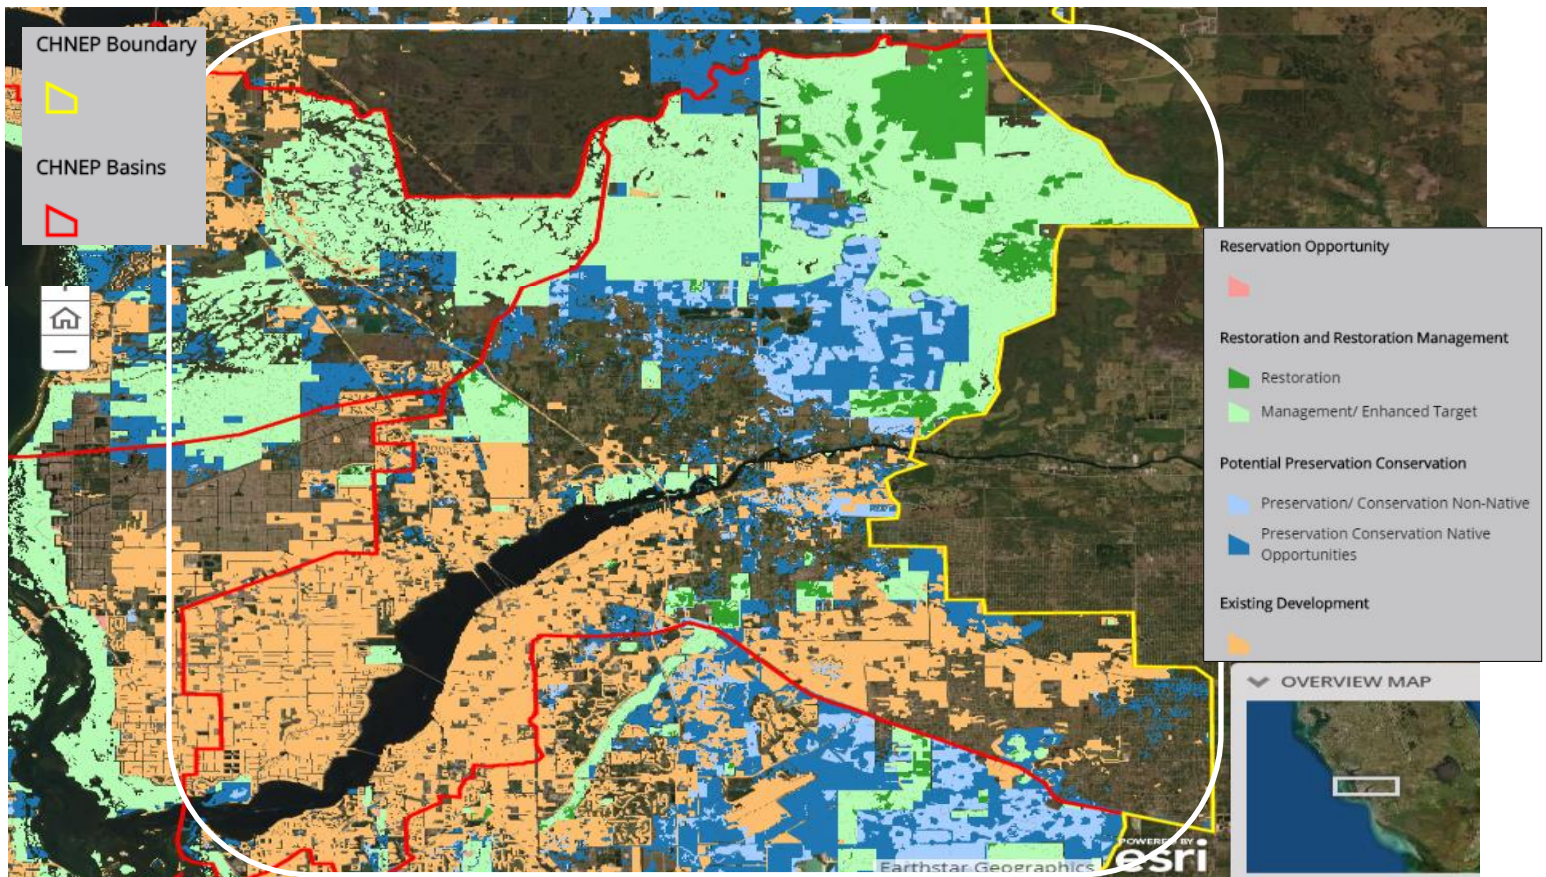 CHNEP Boundary
CHNEP Basins
Reservation Opportunity
Restoration and Restoration Management
Restoration
Management/ Enhanced Target
Potential Preservation Conservation
Preservation/ Conservation Non-Native
Preservation Conservation Native
Opportunities
Existing Development
OVERVIEW MAP
POWERED BY
esri
Earthstar Geographics